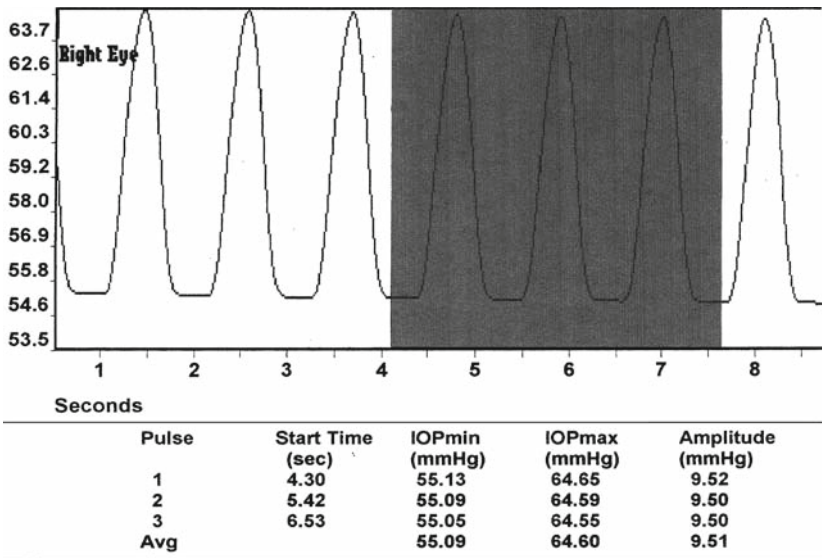 63.7
Right Eye
62.6
61.4
60.3
59.2
58.0
56.9
55.8
54.6
53.5
1 2 3 4 5 6 7 8
Seconds
Pulse Start Time IOPmin IOPmax Amplitude
(sec) (mmHg) (mmHg) (mmHg)
1 4.30 55.13 64.65 9.52
2 5.42 55.09 64.59 9.50
3 6.53 55.05 64.55 9.50
Avg 55.09 64.60 9.51